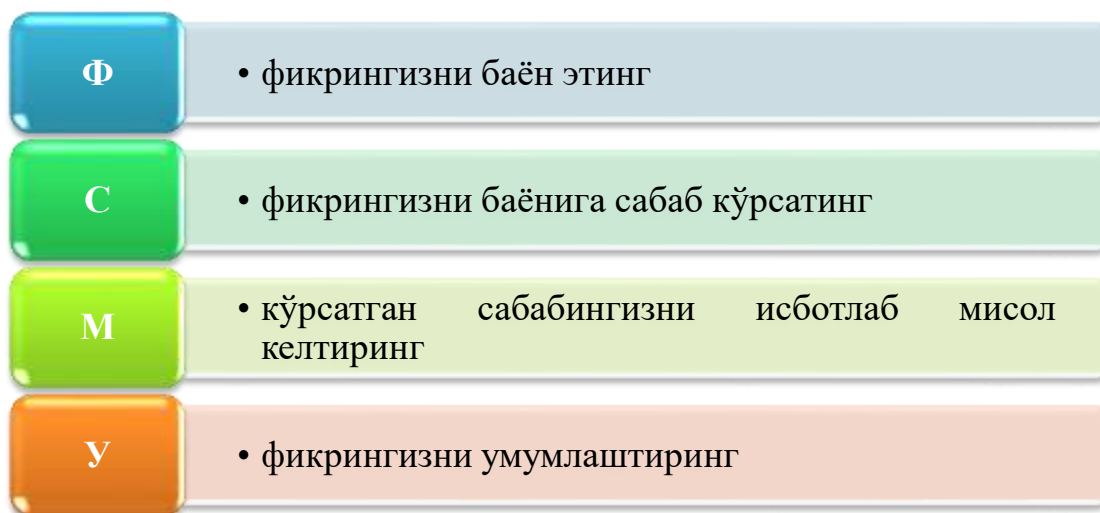 Ф
• фикрингизни баён этинг
С
• фикрингизни баёнига сабаб кўрсатинг
М
• кўрсатган сабабингизни исботлаб мисол
келтиринг
У
• фикрингизни умумлаштиринг